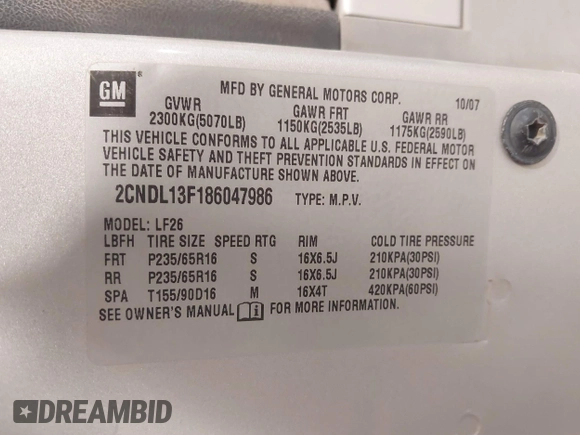 GM ®
MFD BY GENERAL MOTORS CORP. 10/07
GVWR GAWR FRT GAWR RR
2300KG(5070LB) 1150KG(2535LB) 1175KG(2590LB)
THIS VEHICLE CONFORMS TO ALL APPLICABLE U.S. FEDERAL MOTOR
VEHICLE SAFETY AND THEFT PREVENTION STANDARDS IN EFFECT ON
THE DATE OF MANUFACTURE SHOWN ABOVE.
2CNDL13F186047986 TYPE: M.P.V.
MODEL: LF26
LBFH TIRE SIZE SPEED RTG RIM COLD TIRE PRESSURE
FRT P235/65R16 S 16X6.5J 210KPA(30PSI)
RR P235/65R16 S 16X6.5J 210KPA(30PSI)
SPA T155/90D16 M 16X4T 420KPA(60PSI)
SEE OWNER'S MANUAL FOR MORE INFORMATION.
DREAMBID